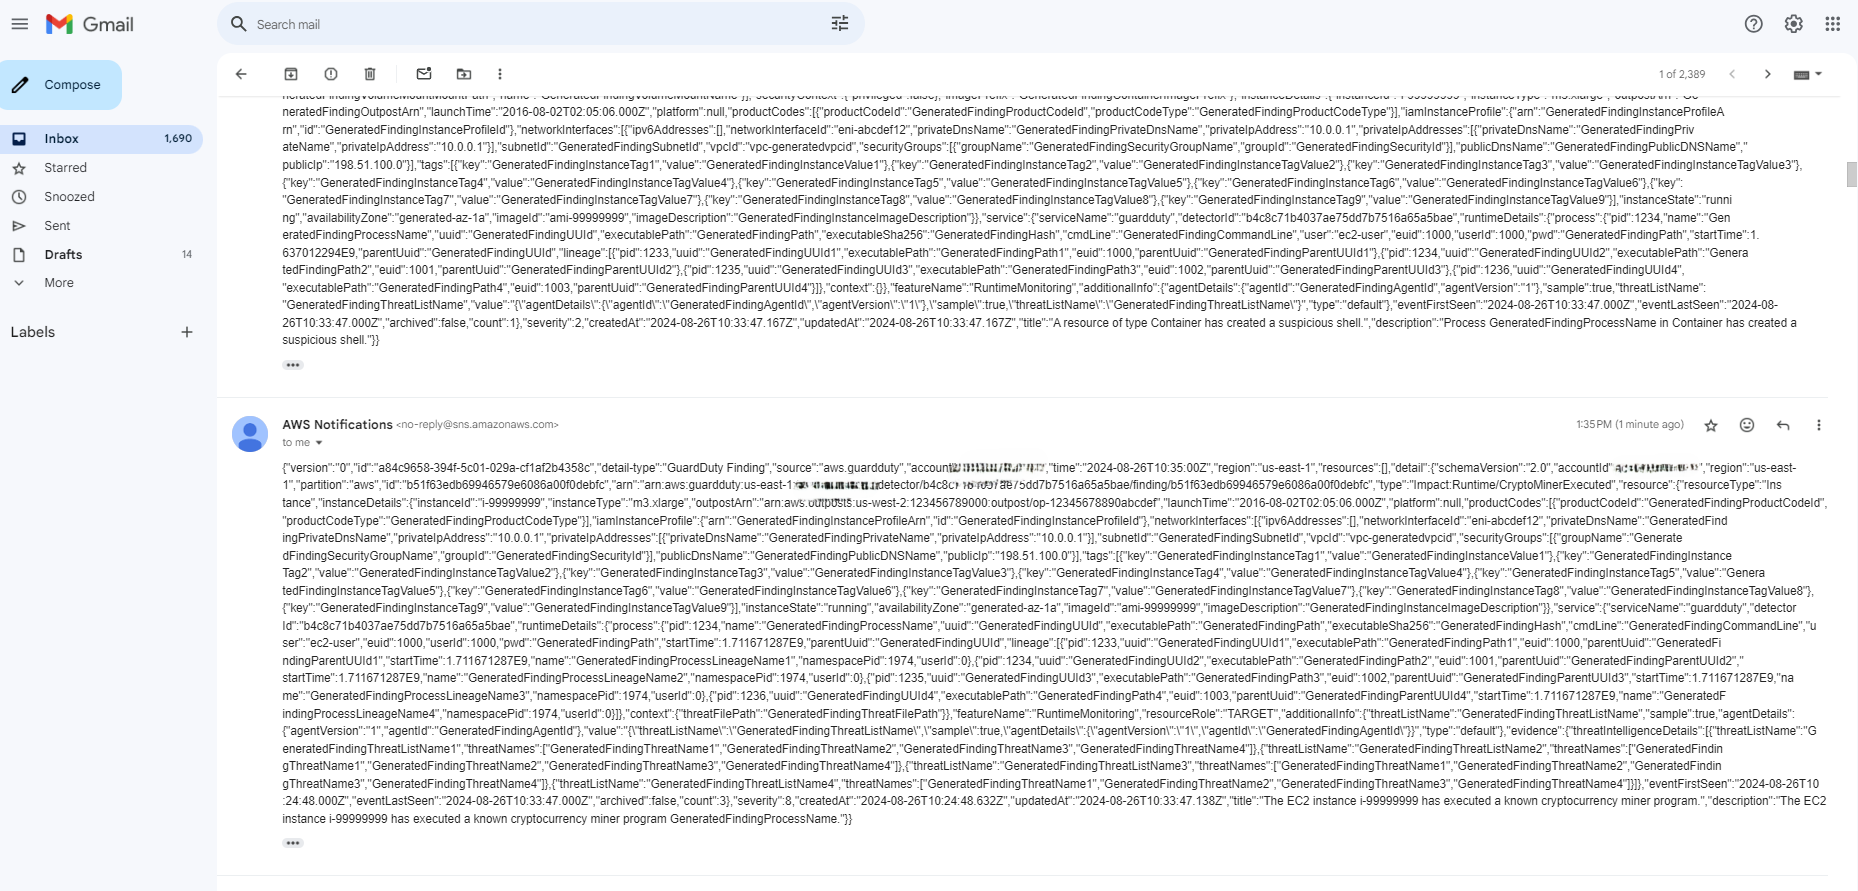 Gmail
Search mail
Compose
1 of 2,389
Inbox 1,690
Starred
Snoozed
Sent
Drafts 14
More
Labels
neratedFindingOutpostArn","launchTime":"2016-08-02T02:05:06.000Z","platform":null,"productCodes":[{"productCodeId":"GeneratedFindingProductCodeId","productCodeType":"GeneratedFindingProductCodeType"}],"iamInstanceProfile":{"arn":"GeneratedFindingInstanceProfileA
rn","id":"GeneratedFindingInstanceProfileId"},"networkInterfaces":[{"ipv6Addresses":[],"networkInterfaceId":"eni-abcdef12","privateDnsName":"GeneratedFindingPrivateDnsName","privateIpAddress":"10.0.0.1","privateIpAddresses":[{"privateDnsName":"GeneratedFindingPriv
ateName","privateIpAddress":"10.0.0.1"}],"subnetId":"GeneratedFindingSubnetId","vpcId":"vpc-generatedvpcid","securityGroups":[{"groupName":"GeneratedFindingSecurityGroupName","groupId":"GeneratedFindingSecurityId"}],"publicDnsName":"GeneratedFindingPublicDNSName","
publicIp":"198.51.100.0"}],"tags":[{"key":"GeneratedFindingInstanceTag1","value":"GeneratedFindingInstanceValue1"},{"key":"GeneratedFindingInstanceTag2","value":"GeneratedFindingInstanceTagValue2"},{"key":"GeneratedFindingInstanceTag3","value":"GeneratedFindingInstanceTagValue3"},
{"key":"GeneratedFindingInstanceTag4","value":"GeneratedFindingInstanceTagValue4"},{"key":"GeneratedFindingInstanceTag5","value":"GeneratedFindingInstanceTagValue5"},{"key":"GeneratedFindingInstanceTag6","value":"GeneratedFindingInstanceTagValue6"},{"key":
"GeneratedFindingInstanceTag7","value":"GeneratedFindingInstanceTagValue7"},{"key":"GeneratedFindingInstanceTag8","value":"GeneratedFindingInstanceTagValue8"},{"key":"GeneratedFindingInstanceTag9","value":"GeneratedFindingInstanceTagValue9"}],"instanceState":"runni
ng","availabilityZone":"generated-az-1a","imageId":"ami-99999999","imageDescription":"GeneratedFindingInstanceImageDescription"}},"service":{"serviceName":"guardduty","detectorId":"b4c8c71b4037ae75dd7b7516a65a5bae","runtimeDetails":{"process":{"pid":1234,"name":"Gen
eratedFindingProcessName","uuid":"GeneratedFindingUUId","executablePath":"GeneratedFindingPath","executableSha256":"GeneratedFindingHash","cmdLine":"GeneratedFindingCommandLine","user":"ec2-user","euid":1000,"userId":1000,"pwd":"GeneratedFindingPath","startTime":1.
637012294E9,"parentUuid":"GeneratedFindingUUId","lineage":[{"pid":1233,"uuid":"GeneratedFindingUUId1","executablePath":"GeneratedFindingPath1","euid":1000,"parentUuid":"GeneratedFindingParentUUId1"},{"pid":1234,"uuid":"GeneratedFindingUUId2","executablePath":"Genera
tedFindingPath2","euid":1001,"parentUuid":"GeneratedFindingParentUUId2"},{"pid":1235,"uuid":"GeneratedFindingUUId3","executablePath":"GeneratedFindingPath3","euid":1002,"parentUuid":"GeneratedFindingParentUUId3"},{"pid":1236,"uuid":"GeneratedFindingUUId4",
"executablePath":"GeneratedFindingPath4","euid":1003,"parentUuid":"GeneratedFindingParentUUId4"}]},"context":{}},"featureName":"RuntimeMonitoring","additionalInfo":{"agentDetails":{"agentId":"GeneratedFindingAgentId","agentVersion":"1"},"sample":true,"threatListName":
"GeneratedFindingThreatListName","value":"{\"agentDetails\":{\"agentId\":\"GeneratedFindingAgentId\",\"agentVersion\":\"1\"},\"sample\":true,\"threatListName\":\"GeneratedFindingThreatListName\"}","type":"default"},"eventFirstSeen":"2024-08-26T10:33:47.000Z","eventLastSeen":"2024-08-
26T10:33:47.000Z","archived":false,"count":1},"severity":2,"createdAt":"2024-08-26T10:33:47.167Z","updatedAt":"2024-08-26T10:33:47.167Z","title":"A resource of type Container has created a suspicious shell.","description":"Process GeneratedFindingProcessName in Container has created a
suspicious shell."}}
AWS Notifications <no-reply@sns.amazonaws.com> 1:35 PM (1 minute ago)
to me
{"version":"0","id":"a84c9658-394f-5c01-029a-cf1af2b4358c","detail-type":"GuardDuty Finding","source":"aws.guardduty","account ,"time":"2024-08-26T10:35:00Z","region":"us-east-1","resources":[],"detail":{"schemaVersion":"2.0","accountId" ,"region":"us-east-
1","partition":"aws","id":"b51f63edb69946579e6086a00f0debfc","arn":"arn:aws:guardduty:us-east-1: detector/b4c8c71b4037ae75dd7b7516a65a5bae/finding/b51f63edb69946579e6086a00f0debfc","type":"Impact:Runtime/CryptoMinerExecuted","resource":{"resourceType":"Ins
tance","instanceDetails":{"instanceId":"i-99999999","instanceType":"m3.xlarge","outpostArn":"arn:aws:outposts:us-west-2:123456789000:outpost/op-12345678890abcdef","launchTime":"2016-08-02T02:05:06.000Z","platform":null,"productCodes":[{"productCodeId":"GeneratedFindingProductCodeId",
"productCodeType":"GeneratedFindingProductCodeType"}],"iamInstanceProfile":{"arn":"GeneratedFindingInstanceProfileArn","id":"GeneratedFindingInstanceProfileId"},"networkInterfaces":[{"ipv6Addresses":[],"networkInterfaceId":"eni-abcdef12","privateDnsName":"GeneratedFind
ingPrivateDnsName","privateIpAddress":"10.0.0.1","privateIpAddresses":[{"privateDnsName":"GeneratedFindingPrivateName","privateIpAddress":"10.0.0.1"}],"subnetId":"GeneratedFindingSubnetId","vpcId":"vpc-generatedvpcid","securityGroups":[{"groupName":"Generate
dFindingSecurityGroupName","groupId":"GeneratedFindingSecurityId"}],"publicDnsName":"GeneratedFindingPublicDNSName","publicIp":"198.51.100.0"}],"tags":[{"key":"GeneratedFindingInstanceTag1","value":"GeneratedFindingInstanceValue1"},{"key":"GeneratedFindingInstance
Tag2","value":"GeneratedFindingInstanceTagValue2"},{"key":"GeneratedFindingInstanceTag3","value":"GeneratedFindingInstanceTagValue3"},{"key":"GeneratedFindingInstanceTag4","value":"GeneratedFindingInstanceTagValue4"},{"key":"GeneratedFindingInstanceTag5","value":"Genera
tedFindingInstanceTagValue5"},{"key":"GeneratedFindingInstanceTag6","value":"GeneratedFindingInstanceTagValue6"},{"key":"GeneratedFindingInstanceTag7","value":"GeneratedFindingInstanceTagValue7"},{"key":"GeneratedFindingInstanceTag8","value":"GeneratedFindingInstanceTagValue8"},
{"key":"GeneratedFindingInstanceTag9","value":"GeneratedFindingInstanceTagValue9"}],"instanceState":"running","availabilityZone":"generated-az-1a","imageId":"ami-99999999","imageDescription":"GeneratedFindingInstanceImageDescription"}},"service":{"serviceName":"guardduty","detector
Id":"b4c8c71b4037ae75dd7b7516a65a5bae","runtimeDetails":{"process":{"pid":1234,"name":"GeneratedFindingProcessName","uuid":"GeneratedFindingUUId","executablePath":"GeneratedFindingPath","executableSha256":"GeneratedFindingHash","cmdLine":"GeneratedFindingCommandLine","u
ser":"ec2-user","euid":1000,"userId":1000,"pwd":"GeneratedFindingPath","startTime":1.711671287E9,"parentUuid":"GeneratedFindingUUId","lineage":[{"pid":1233,"uuid":"GeneratedFindingUUId1","executablePath":"GeneratedFindingPath1","euid":1000,"parentUuid":"GeneratedFi
ndingParentUUId1","startTime":1.711671287E9,"name":"GeneratedFindingProcessLineageName1","namespacePid":1974,"userId":0},{"pid":1234,"uuid":"GeneratedFindingUUId2","executablePath":"GeneratedFindingPath2","euid":1001,"parentUuid":"GeneratedFindingParentUUId2","
startTime":1.711671287E9,"name":"GeneratedFindingProcessLineageName2","namespacePid":1974,"userId":0},{"pid":1235,"uuid":"GeneratedFindingUUId3","executablePath":"GeneratedFindingPath3","euid":1002,"parentUuid":"GeneratedFindingParentUUId3","startTime":1.711671287E9,"na
me":"GeneratedFindingProcessLineageName3","namespacePid":1974,"userId":0},{"pid":1236,"uuid":"GeneratedFindingUUId4","executablePath":"GeneratedFindingPath4","euid":1003,"parentUuid":"GeneratedFindingParentUUId4","startTime":1.711671287E9,"name":"GeneratedF
indingProcessLineageName4","namespacePid":1974,"userId":0}]},"context":{"threatFilePath":"GeneratedFindingThreatFilePath"}},"featureName":"RuntimeMonitoring","resourceRole":"TARGET","additionalInfo":{"threatListName":"GeneratedFindingThreatListName","sample":true,"agentDetails":
{"agentVersion":"1","agentId":"GeneratedFindingAgentId"},"value":"{\"threatListName\":\"GeneratedFindingThreatListName\",\"sample\":true,\"agentDetails\":{\"agentVersion\":\"1\",\"agentId\":\"GeneratedFindingAgentId\"}}","type":"default"},"evidence":{"threatIntelligenceDetails":[{"threatListName":"G
eneratedFindingThreatListName1","threatNames":["GeneratedFindingThreatName1","GeneratedFindingThreatName2","GeneratedFindingThreatName3","GeneratedFindingThreatName4"]},{"threatListName":"GeneratedFindingThreatListName2","threatNames":["GeneratedFindin
gThreatName1","GeneratedFindingThreatName2","GeneratedFindingThreatName3","GeneratedFindingThreatName4"]},{"threatListName":"GeneratedFindingThreatListName3","threatNames":["GeneratedFindingThreatName1","GeneratedFindingThreatName2","GeneratedFindin
gThreatName3","GeneratedFindingThreatName4"]},{"threatListName":"GeneratedFindingThreatListName4","threatNames":["GeneratedFindingThreatName1","GeneratedFindingThreatName2","GeneratedFindingThreatName3","GeneratedFindingThreatName4"]}]},"eventFirstSeen":"2024-08-26T10
:24:48.000Z","eventLastSeen":"2024-08-26T10:33:47.000Z","archived":false,"count":3},"severity":8,"createdAt":"2024-08-26T10:24:48.632Z","updatedAt":"2024-08-26T10:33:47.138Z","title":"The EC2 instance i-99999999 has executed a known cryptocurrency miner program.","description":"The EC2
instance i-99999999 has executed a known cryptocurrency miner program GeneratedFindingProcessName."}}